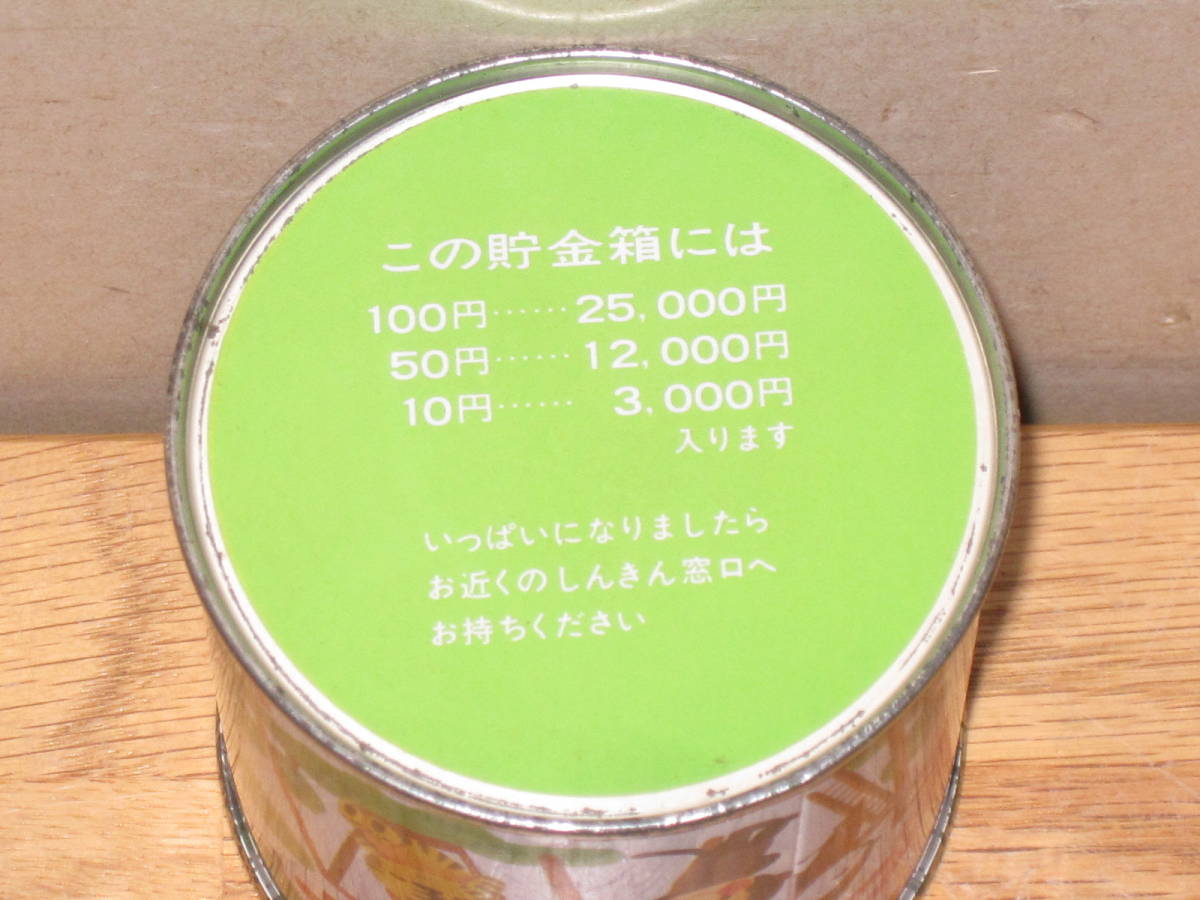 この貯金箱には
100円……25,000円
50円……12,000円
10円…… 3,000円
入ります
いっぱいになりましたら
お近くのしんきん窓口へ
お持ちください